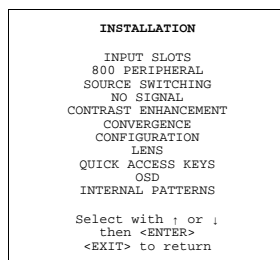 INSTALLATION
INPUT SLOTS
800 PERIPHERAL
SOURCE SWITCHING
NO SIGNAL
CONTRAST ENHANCEMENT
CONVERGENCE
CONFIGURATION
LENS
QUICK ACCESS KEYS
OSD
INTERNAL PATTERNS
Select with ↑ or ↓
then <ENTER>
<EXIT> to return